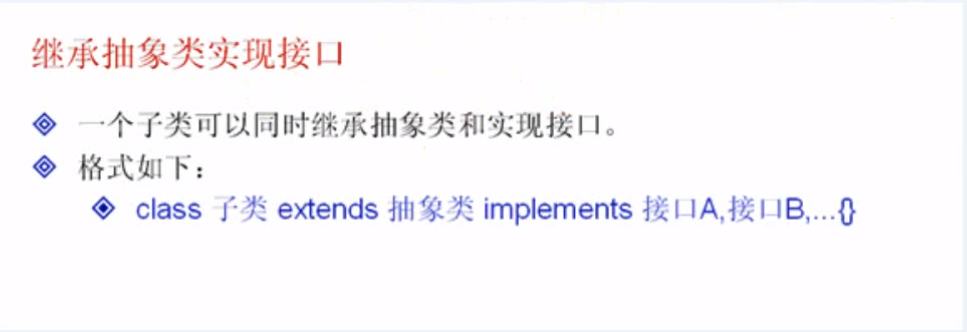 继承抽象类实现接口
一个子类可以同时继承抽象类和实现接口。
格式如下：
class 子类 extends 抽象类 implements 接口A,接口B,...{}